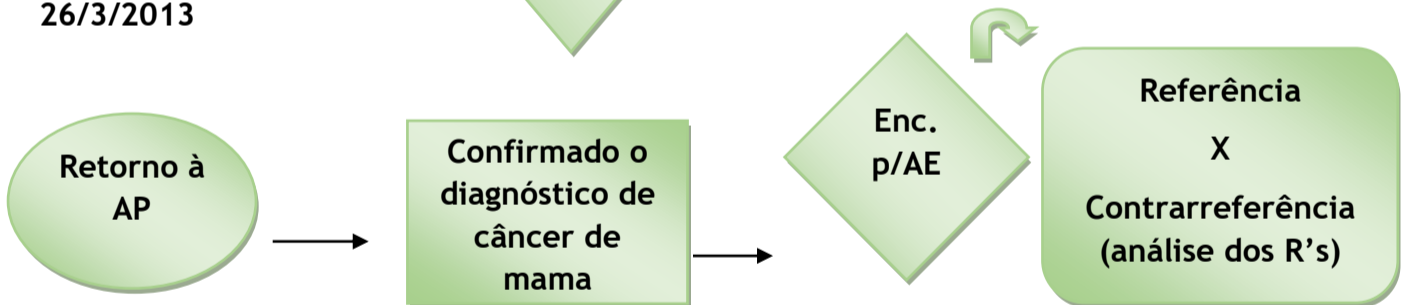 26/3/2013
Retorno à
AP
Confirmado o
diagnóstico de
câncer de
mama
Enc.
p/AE
Referência
X
Contrarreferência
(análise dos R’s)